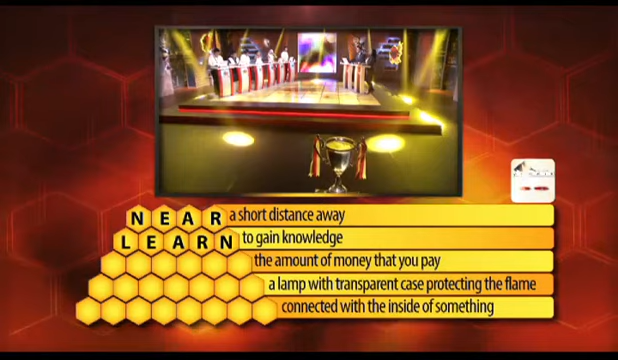 NEAR a short distance away
LEARN to gain knowledge
the amount of money that you pay
a lamp with transparent case protecting the flame
connected with the inside of something